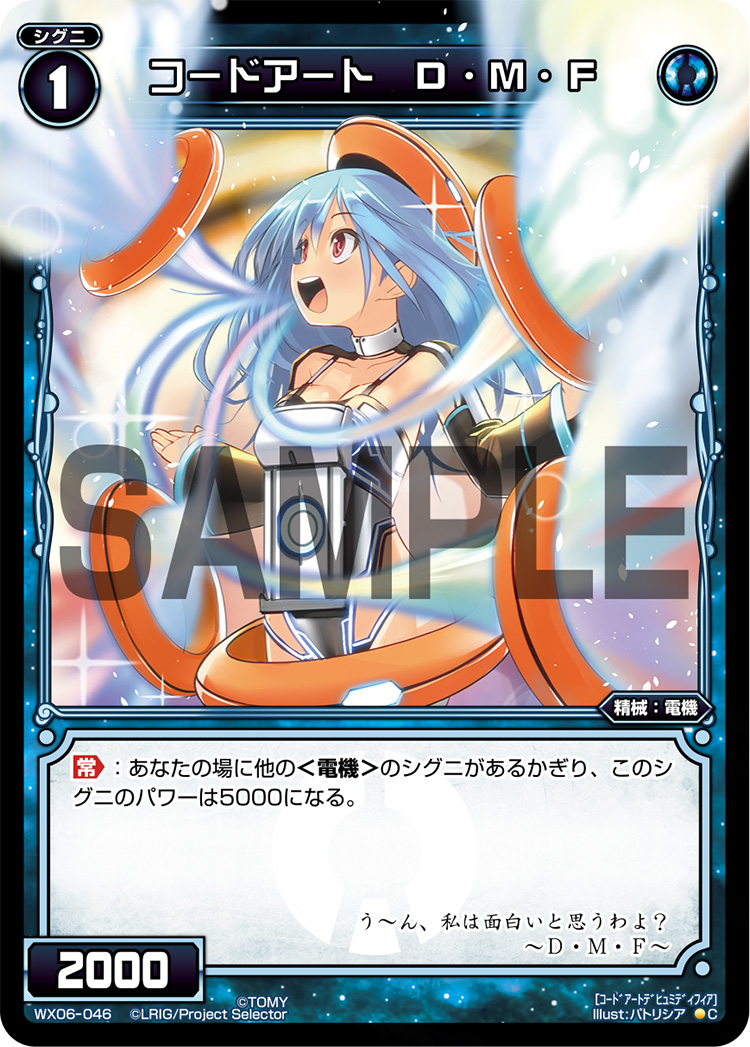 シグニ
1
コードアート D・M・F
SAMPLE
精械：電機
常：あなたの場に他の＜電機＞のシグニがあるかぎり、このシ
グニのパワーは5000になる。
う～ん、私は面白いと思うわよ？
～D・M・F～
2000
WX06-046 ©LRIG/Project Selector
©TOMY
[ｺｰﾄﾞｱｰﾄﾃﾞﾋｭﾐﾃﾞｨﾌｨｱ]
Illust:パトリシア C